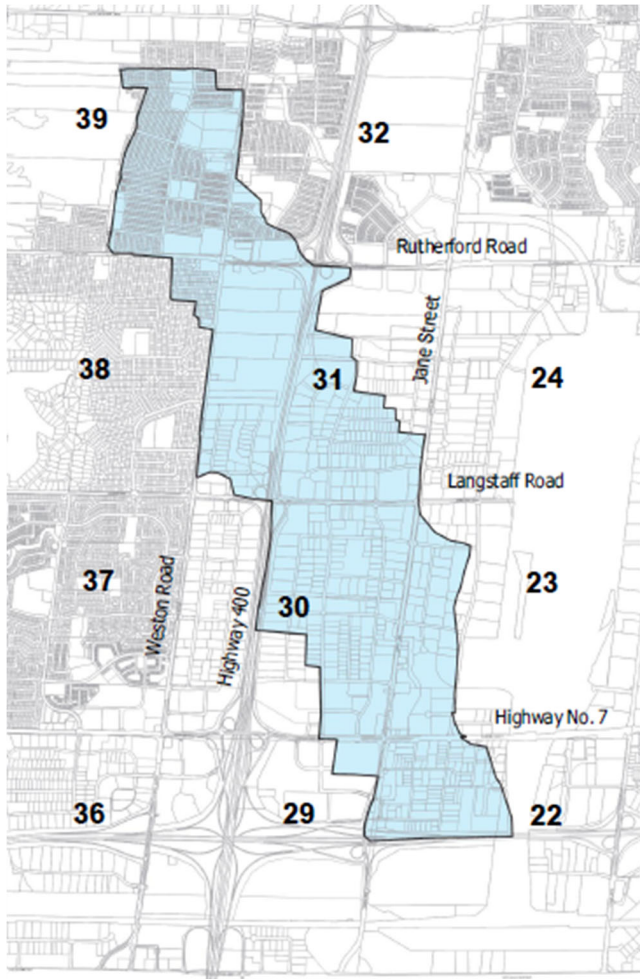 39
32
Rutherford Road
Jane Street
38
31
24
Langstaff Road
37
Weston Road
Highway 400
30
23
Highway No. 7
36
29
22